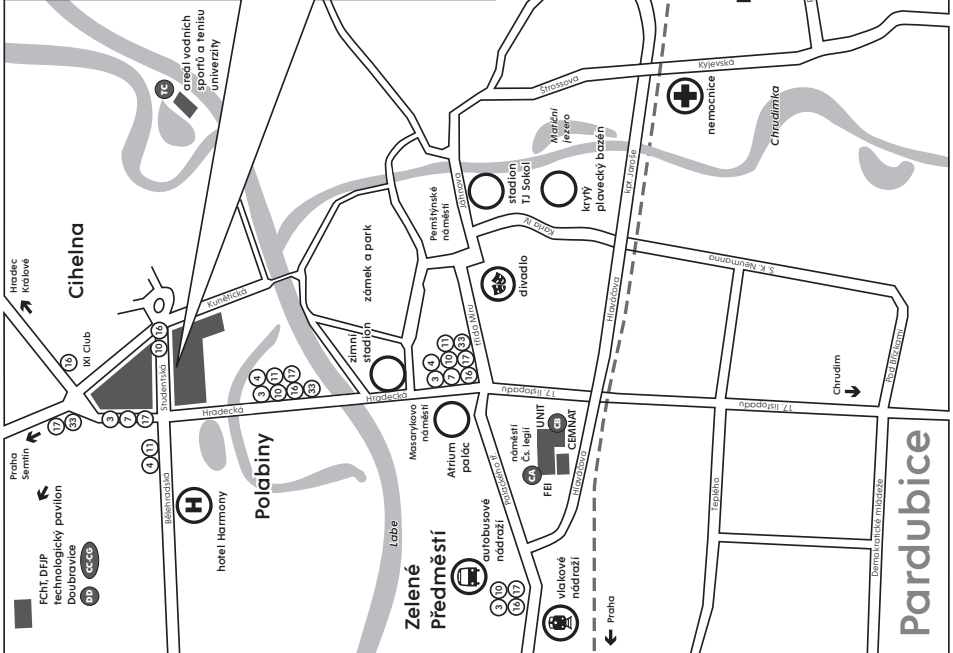 FChT, DFJP
technologický pavilon
Doubravice
DD
CC-CG
Praha
Semtín
Hradec
Králové
Cihelna
IXI Club
16
17
33
3
7
17
4
11
10
16
Studentská
Kunětická
Bělehradská
Hradecká
hotel Harmony
H
Polabiny
3
4
10
11
16
17
33
TC
areál vodních
sportů a tenisu
univerzity
Labe
zámek a park
zimní
stadion
Hradecká
Masarykovo
náměstí
Atrium
palác
Zelené
Předměstí
autobusové
nádraží
3
10
16
17
vlakové
nádraží
Praha
3
4
7
10
11
16
17
33
třída Míru
Palackého tř.
Pernštýnské
náměstí
Jahnova
divadlo
stadion
TJ Sokol
krytý
plavecký bazén
Matiční
jezero
Štrossova
Karla IV.
náměstí
Čs. legií
CA
FEI
UNIT
CB
CEMNAT
Hlaváčova
17. listopadu
Hlaváčova
kpt. Jaroše
nemocnice
Kyjevská
Chrudimka
S. K. Neumanna
Teplého
17. listopadu
Chrudim
Pod Břízkami
Demokratické mládeže
Pardubice